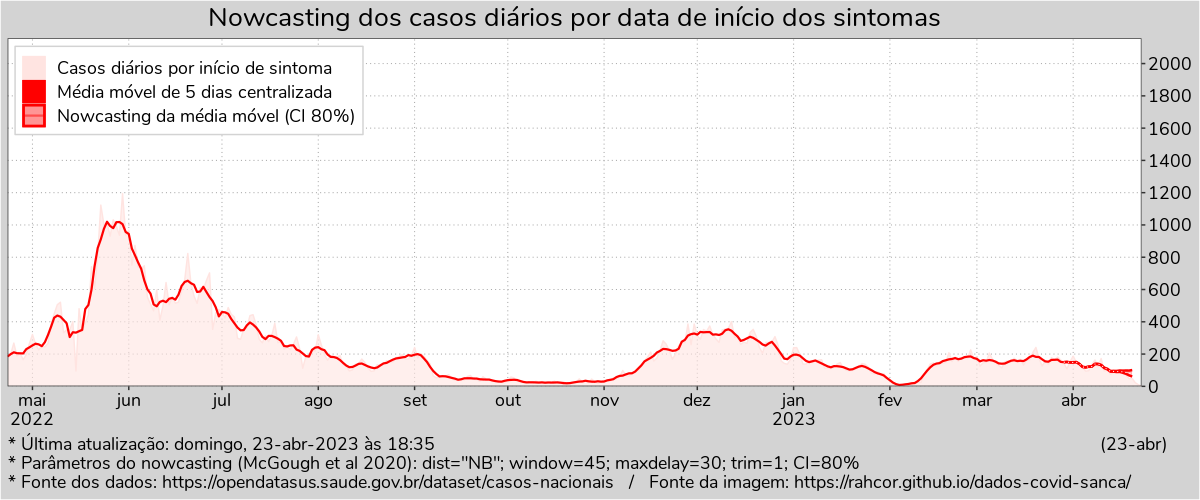 Nowcasting dos casos diários por data de início dos sintomas
Casos diários por início de sintoma
Média móvel de 5 dias centralizada
Nowcasting da média móvel (CI 80%)
2000
1800
1600
1400
1200
1000
800
600
400
200
0
mai jun jul ago set out nov dez jan fev mar abr
2022 2023
* Última atualização: domingo, 23-abr-2023 às 18:35 (23-abr)
* Parâmetros do nowcasting (McGough et al 2020): dist="NB"; window=45; maxdelay=30; trim=1; CI=80%
* Fonte dos dados: https://opendatasus.saude.gov.br/dataset/casos-nacionais / Fonte da imagem: https://rahcor.github.io/dados-covid-sanca/